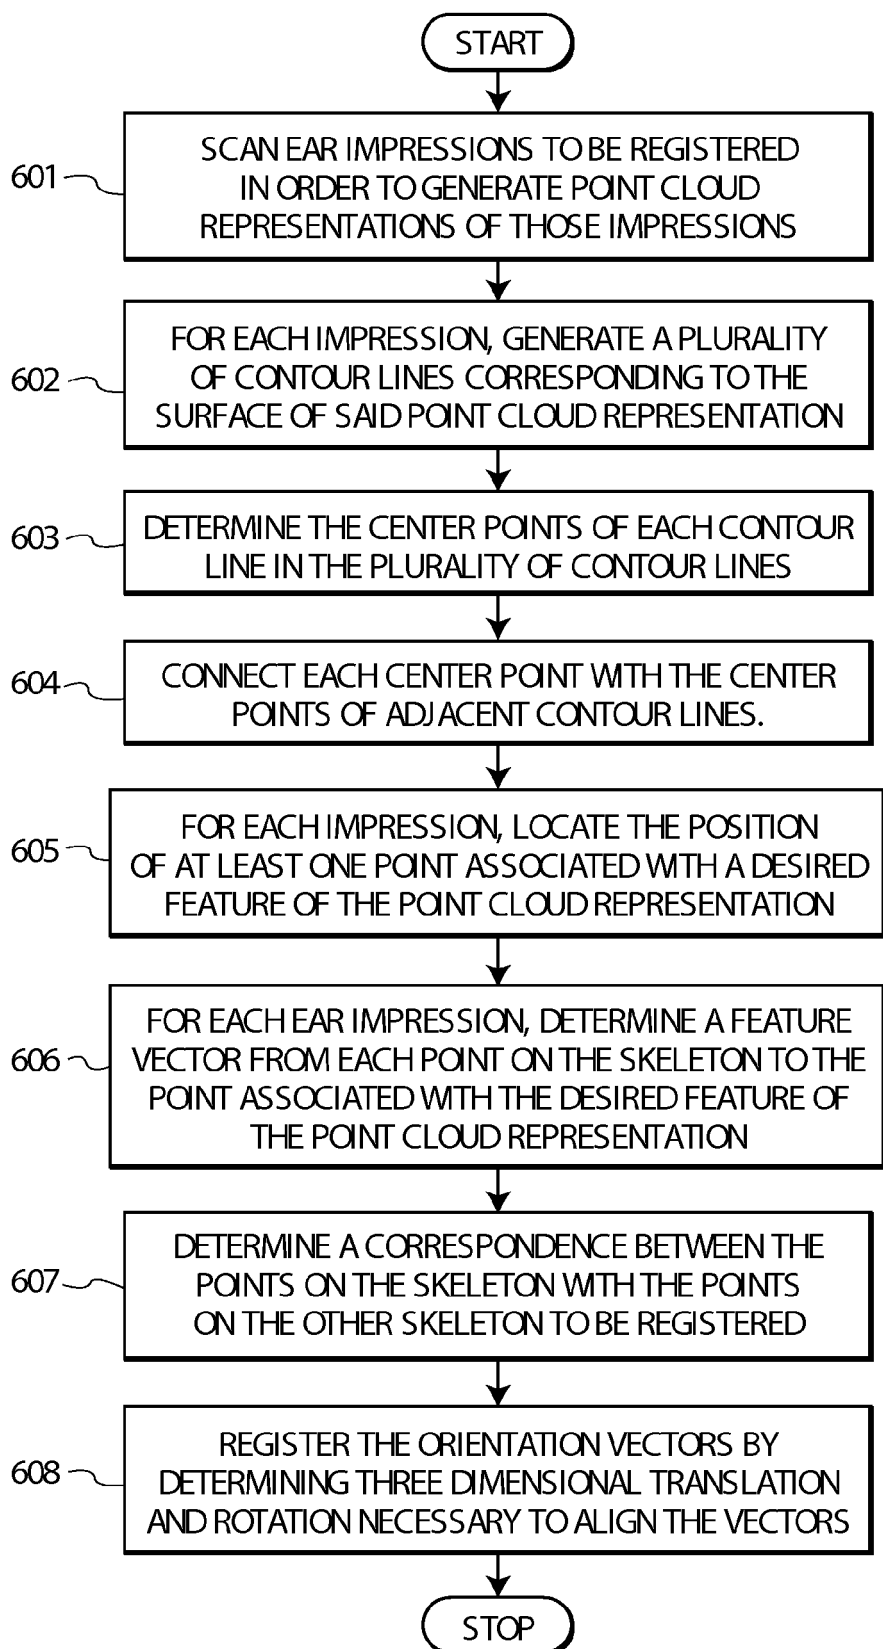 START
601
SCAN EAR IMPRESSIONS TO BE REGISTERED
IN ORDER TO GENERATE POINT CLOUD
REPRESENTATIONS OF THOSE IMPRESSIONS
602
FOR EACH IMPRESSION, GENERATE A PLURALITY
OF CONTOUR LINES CORRESPONDING TO THE
SURFACE OF SAID POINT CLOUD REPRESENTATION
603
DETERMINE THE CENTER POINTS OF EACH CONTOUR
LINE IN THE PLURALITY OF CONTOUR LINES
604
CONNECT EACH CENTER POINT WITH THE CENTER
POINTS OF ADJACENT CONTOUR LINES.
605
FOR EACH IMPRESSION, LOCATE THE POSITION
OF AT LEAST ONE POINT ASSOCIATED WITH A DESIRED
FEATURE OF THE POINT CLOUD REPRESENTATION
606
FOR EACH EAR IMPRESSION, DETERMINE A FEATURE
VECTOR FROM EACH POINT ON THE SKELETON TO THE
POINT ASSOCIATED WITH THE DESIRED FEATURE OF
THE POINT CLOUD REPRESENTATION
607
DETERMINE A CORRESPONDENCE BETWEEN THE
POINTS ON THE SKELETON WITH THE POINTS
ON THE OTHER SKELETON TO BE REGISTERED
608
REGISTER THE ORIENTATION VECTORS BY
DETERMINING THREE DIMENSIONAL TRANSLATION
AND ROTATION NECESSARY TO ALIGN THE VECTORS
STOP